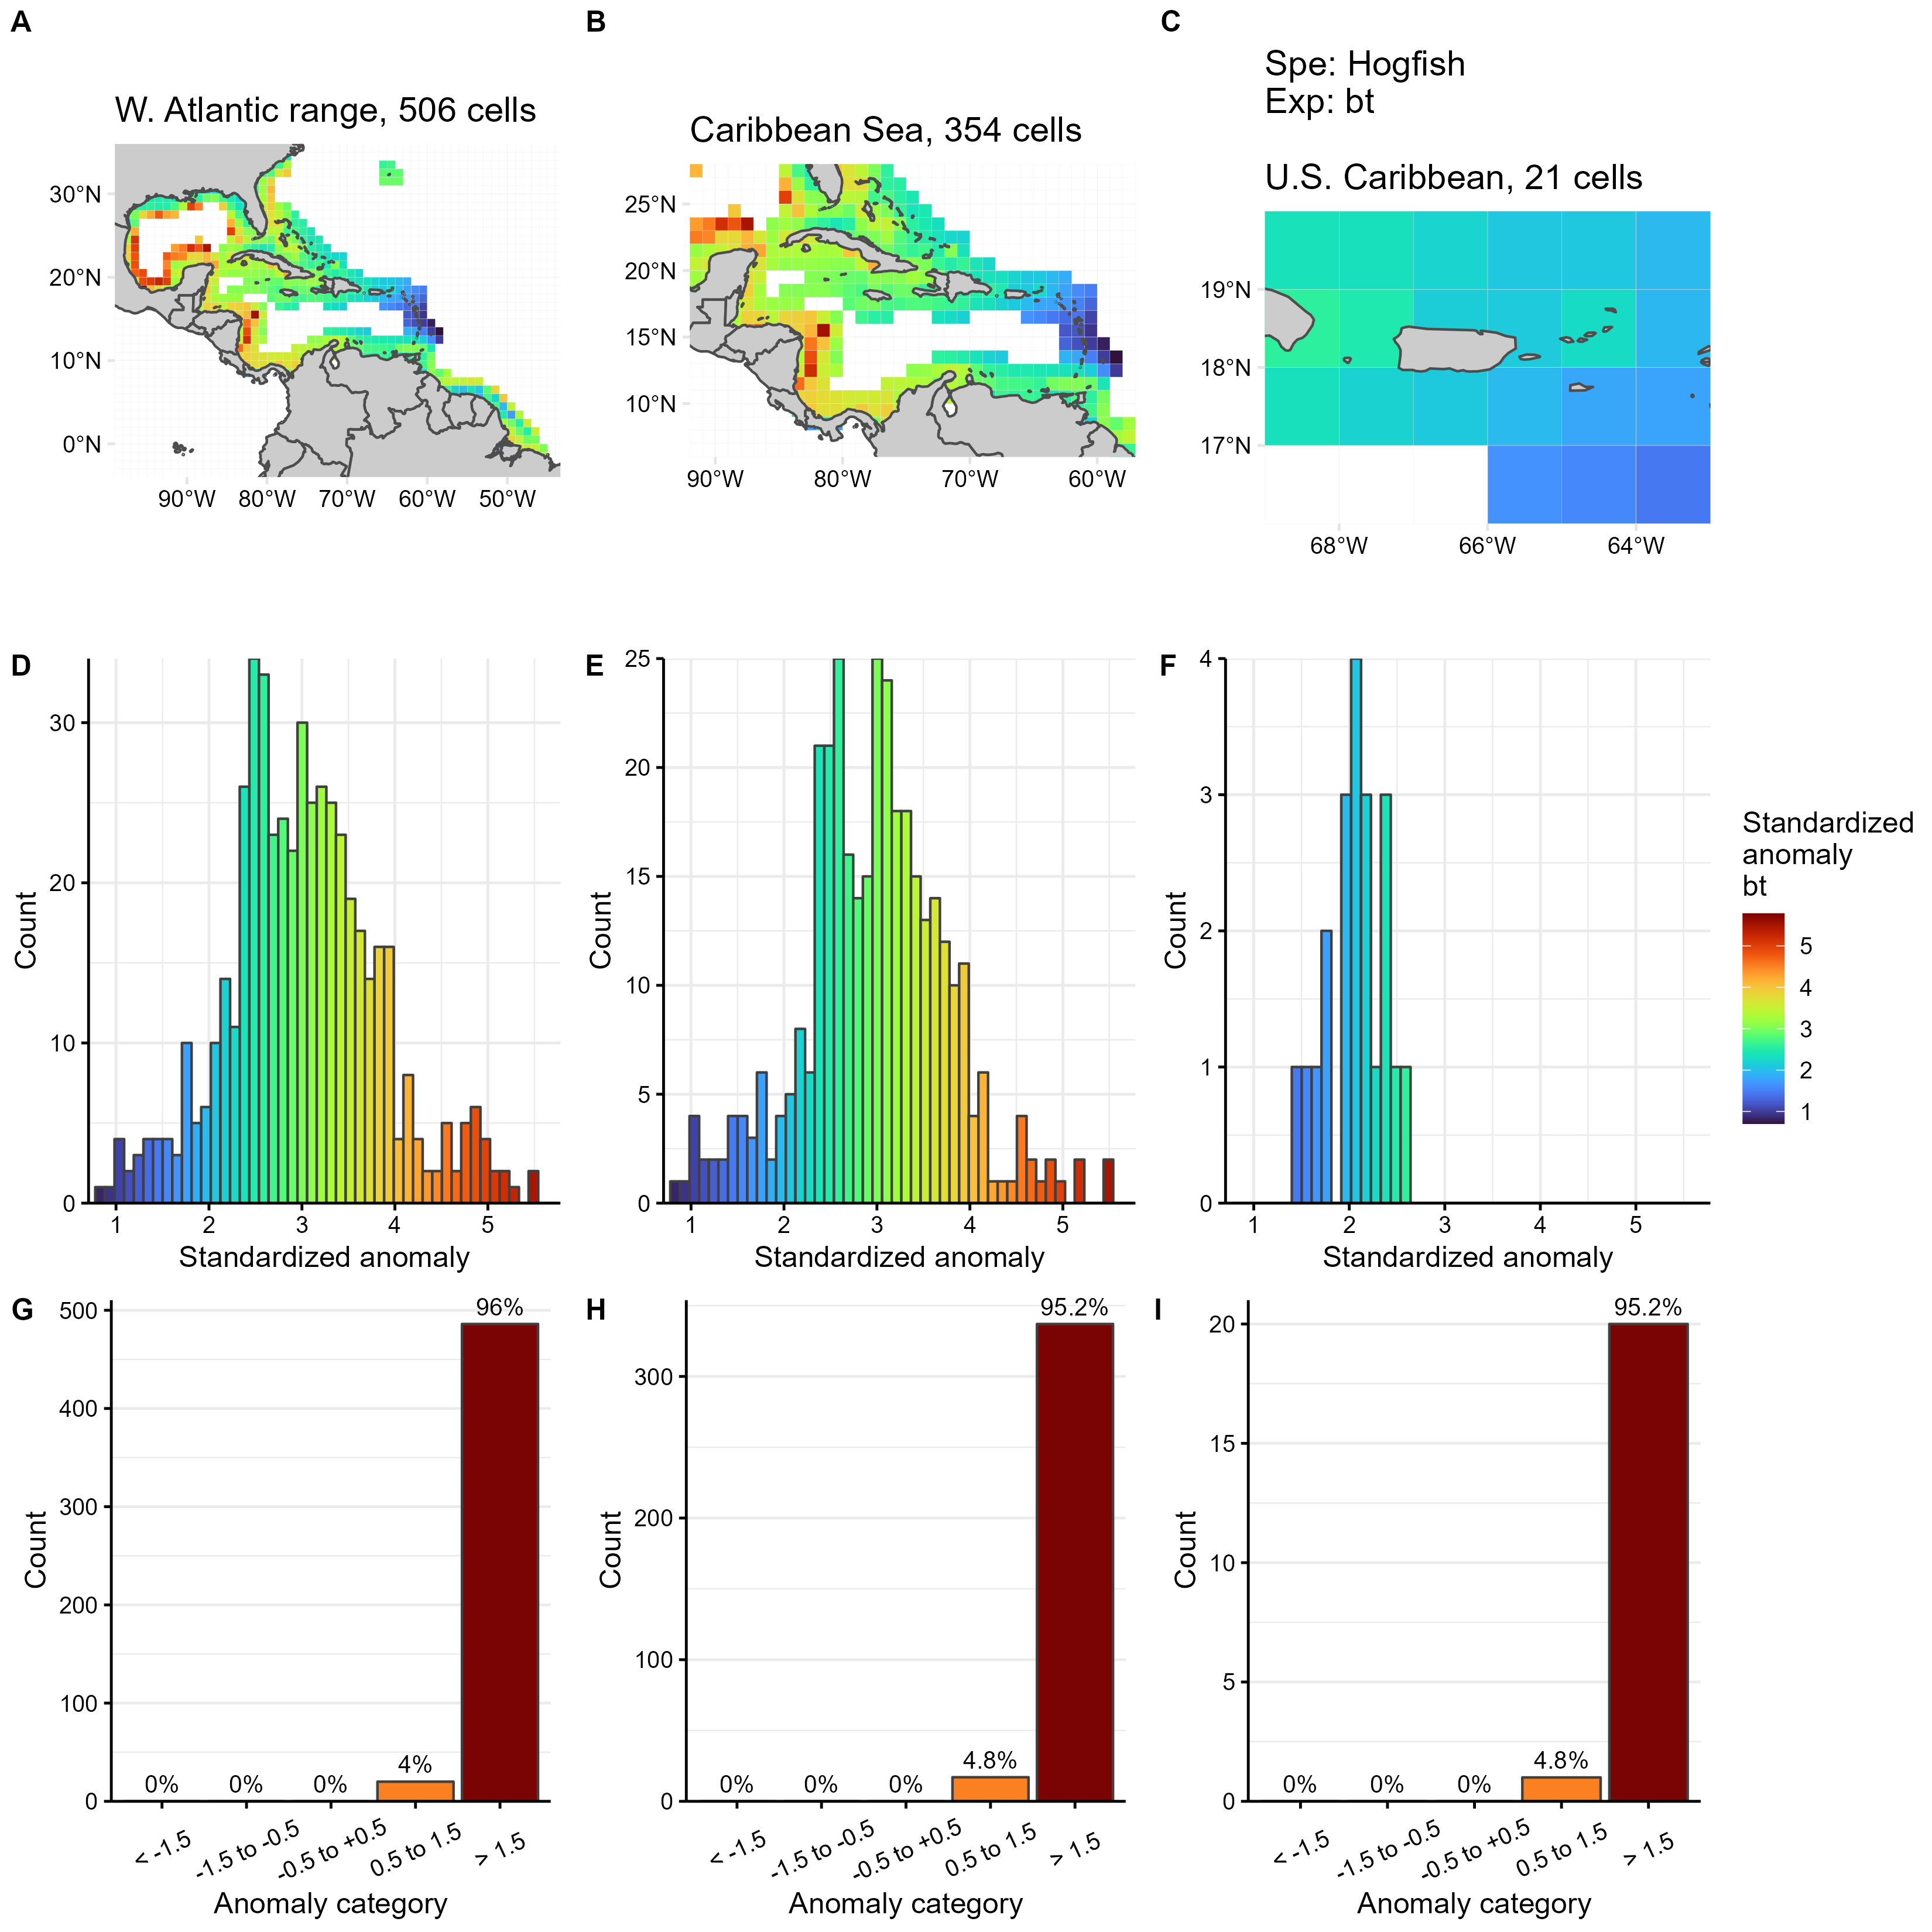 A
B
C
Spe: Hogfish
Exp: bt
W. Atlantic range, 506 cells
Caribbean Sea, 354 cells
U.S. Caribbean, 21 cells
30°N
20°N
10°N
0°N
90°W 80°W 70°W 60°W 50°W
25°N
20°N
15°N
10°N
90°W 80°W 70°W 60°W
19°N
18°N
17°N
68°W 66°W 64°W
D
Count
30
20
10
0
1 2 3 4 5
Standardized anomaly
E
Count
25
20
15
10
5
0
1 2 3 4 5
Standardized anomaly
F
Count
4
3
2
1
0
1 2 3 4 5
Standardized anomaly
Standardized
anomaly
bt
5
4
3
2
1
G
Count
500
400
300
200
100
0
0% 0% 0% 4% 96%
< -1.5 -1.5 to -0.5 -0.5 to +0.5 0.5 to 1.5 > 1.5
Anomaly category
H
Count
300
200
100
0
0% 0% 0% 4.8% 95.2%
< -1.5 -1.5 to -0.5 -0.5 to +0.5 0.5 to 1.5 > 1.5
Anomaly category
I
Count
20
15
10
5
0
0% 0% 0% 4.8% 95.2%
< -1.5 -1.5 to -0.5 -0.5 to +0.5 0.5 to 1.5 > 1.5
Anomaly category